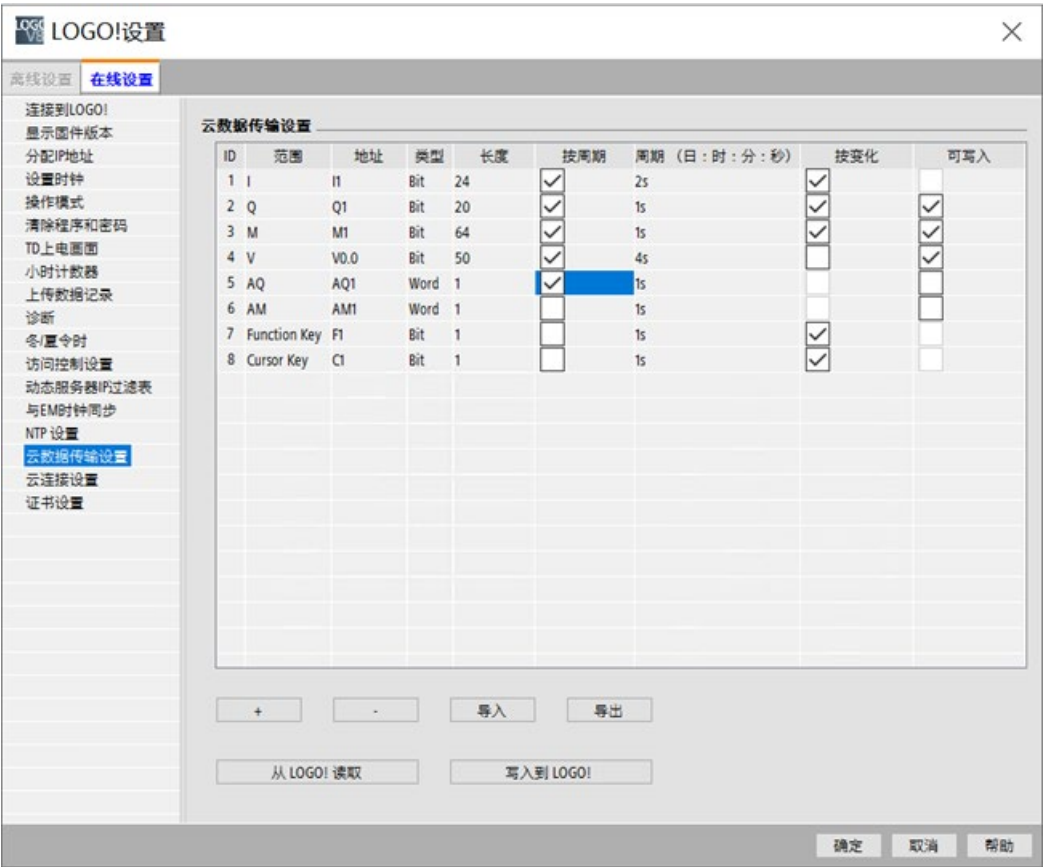 LOGO!设置
离线设置 在线设置
连接到LOGO!
显示固件版本
分配IP地址
设置时钟
操作模式
清除程序和密码
TD上电画面
小时计数器
上传数据记录
诊断
冬/夏令时
访问控制设置
动态服务器IP过滤表
与EM时钟同步
NTP 设置
云数据传输设置
云连接设置
证书设置
云数据传输设置
ID 范围 地址 类型 长度 按周期 周期 (日:时:分:秒) 按变化 可写入
1 I I1 Bit 24 2s
2 Q Q1 Bit 20 1s
3 M M1 Bit 64 1s
4 V V0.0 Bit 50 4s
5 AQ AQ1 Word 1 1s
6 AM AM1 Word 1 1s
7 Function Key F1 Bit 1 1s
8 Cursor Key C1 Bit 1 1s
+ - 导入 导出
从 LOGO! 读取 写入到 LOGO!
确定 取消 帮助